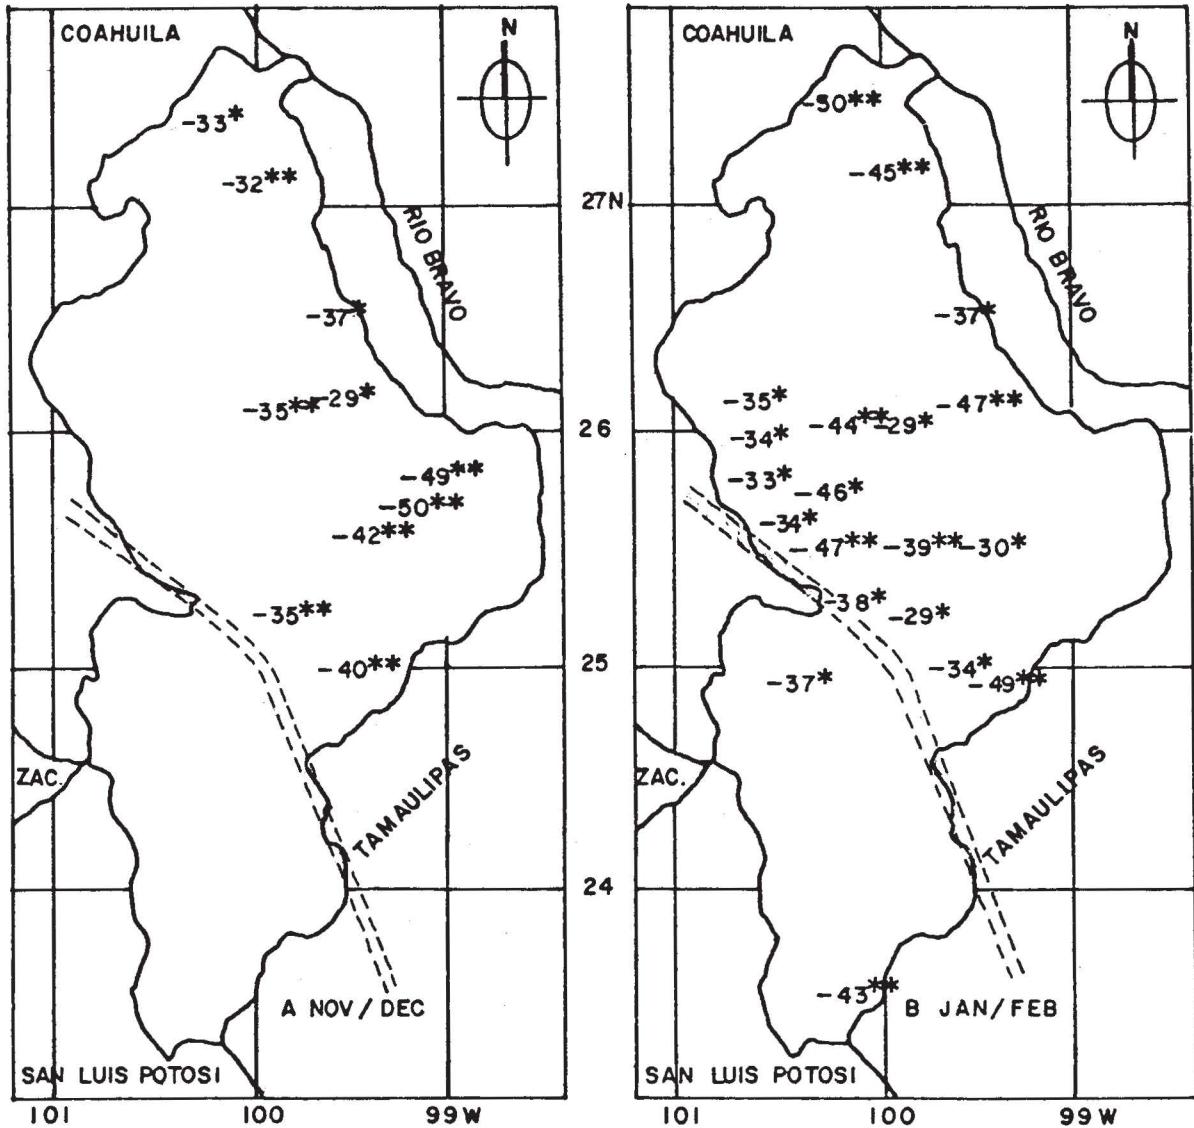 COAHUILA
N
-33*
-32**
RIO BRAVO
-37*
-35**
-29*
-49**
-50**
-42**
-35**
-40**
ZAC.
TAMAULIPAS
A NOV/DEC
SAN LUIS POTOSI
101
100
99W
27N
26
25
24
COAHUILA
N
-50**
-45**
RIO BRAVO
-37*
-35*
-47**
-44**
-29*
-34*
-33*
-46*
-34*
-47**
-39**
-30*
-38*
-29*
-34*
-37*
-49**
ZAC.
TAMAULIPAS
-43**
B JAN/FEB
SAN LUIS POTOSI
101
100
99W